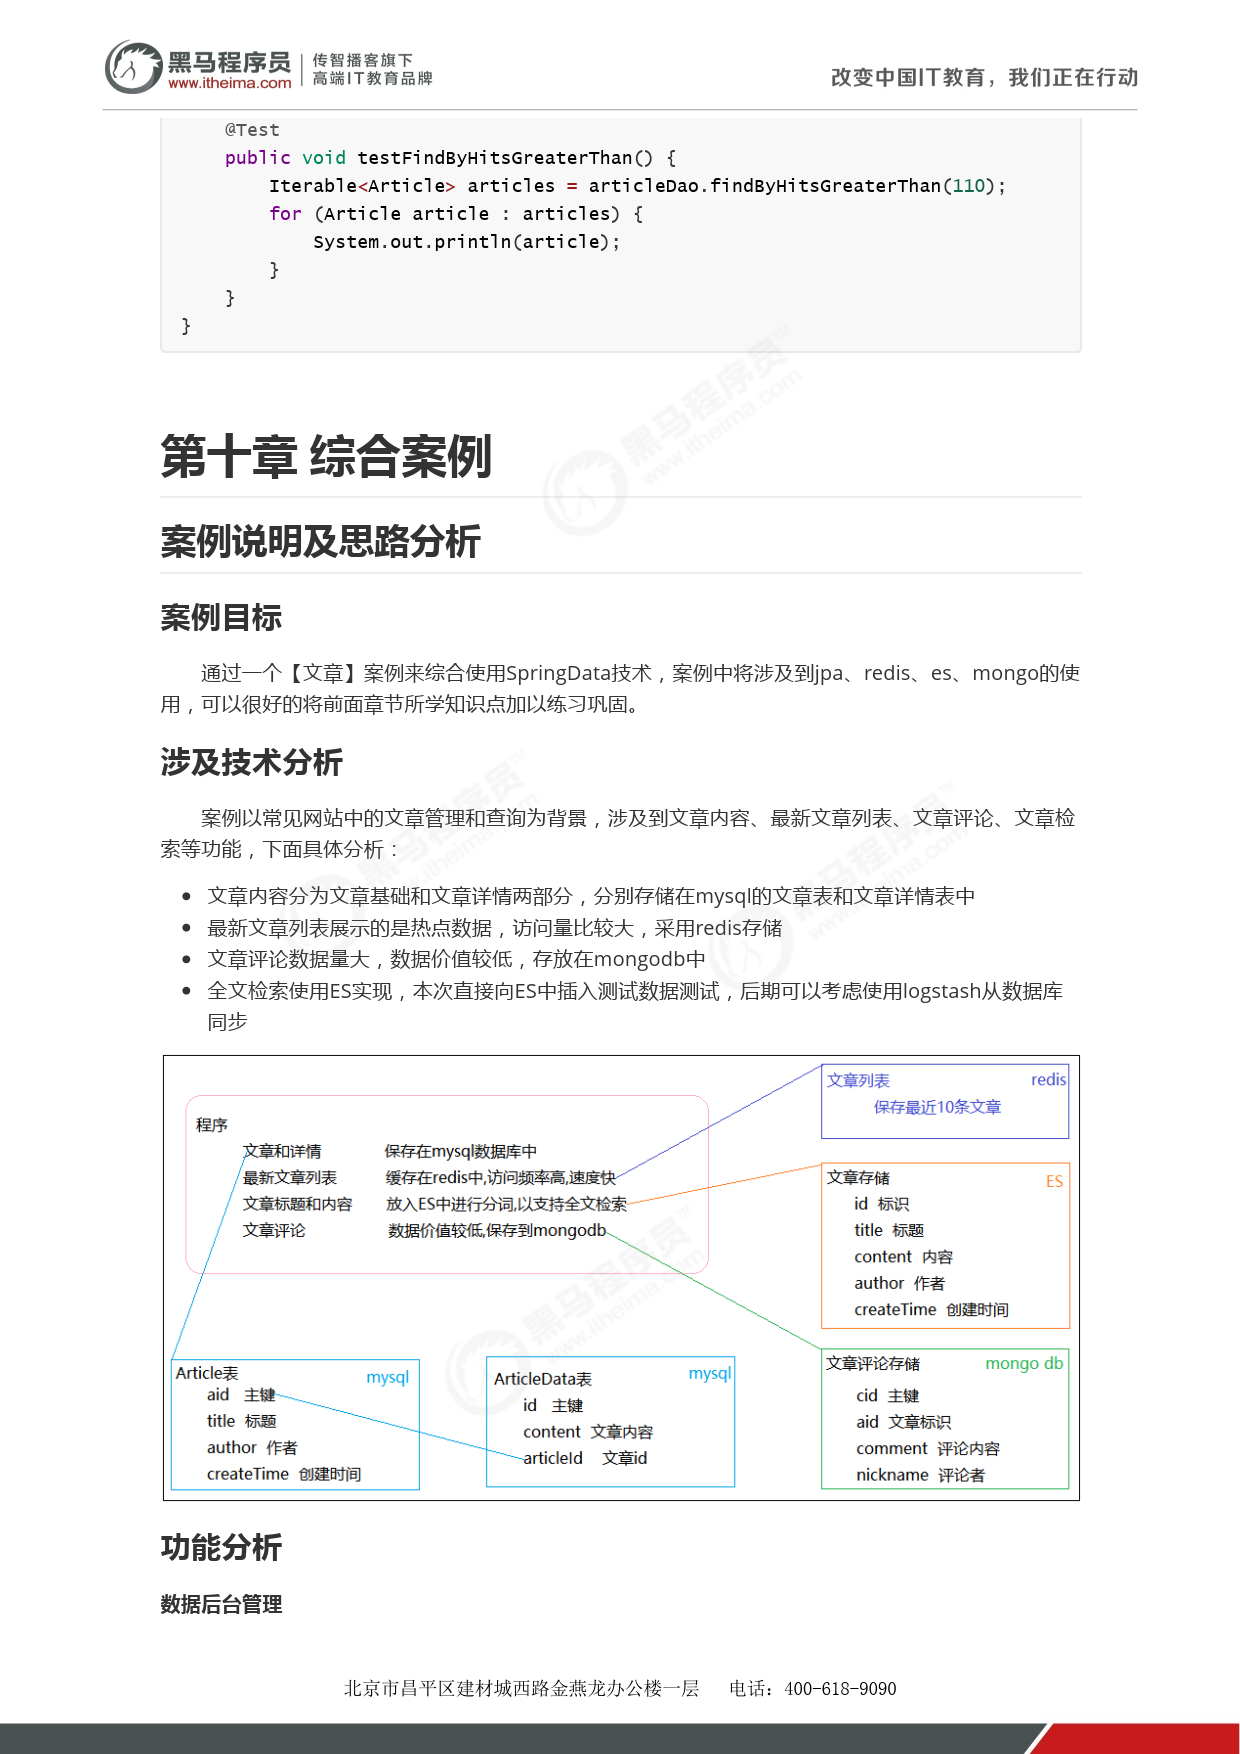 黑马程序员
www.itheima.com
传智播客旗下
高端IT教育品牌
改变中国IT教育，我们正在行动
@Test
public void testFindByHitsGreaterThan() {
Iterable<Article> articles = articleDao.findByHitsGreaterThan(110);
for (Article article : articles) {
System.out.println(article);
}
}
}
第十章 综合案例
案例说明及思路分析
案例目标
通过一个【文章】案例来综合使用SpringData技术，案例中将涉及到jpa、redis、es、mongo的使
用，可以很好的将前面章节所学知识点加以练习巩固。
涉及技术分析
案例以常见网站中的文章管理和查询为背景，涉及到文章内容、最新文章列表、文章评论、文章检
索等功能，下面具体分析：
• 文章内容分为文章基础和文章详情两部分，分别存储在mysql的文章表和文章详情表中
• 最新文章列表展示的是热点数据，访问量比较大，采用redis存储
• 文章评论数据量大，数据价值较低，存放在mongodb中
• 全文检索使用ES实现，本次直接向ES中插入测试数据测试，后期可以考虑使用logstash从数据库
同步
程序
文章和详情 保存在mysql数据库中
最新文章列表 缓存在redis中,访问频率高,速度快
文章标题和内容 放入ES中进行分词,以支持全文检索
文章评论 数据价值较低,保存到mongodb
文章列表 redis
保存最近10条文章
文章存储 ES
id 标识
title 标题
content 内容
author 作者
createTime 创建时间
Article表 mysql
aid 主键
title 标题
author 作者
createTime 创建时间
ArticleData表 mysql
id 主键
content 文章内容
articleId 文章id
文章评论存储 mongo db
cid 主键
aid 文章标识
comment 评论内容
nickname 评论者
功能分析
数据后台管理
北京市昌平区建材城西路金燕龙办公楼一层 电话：400-618-9090